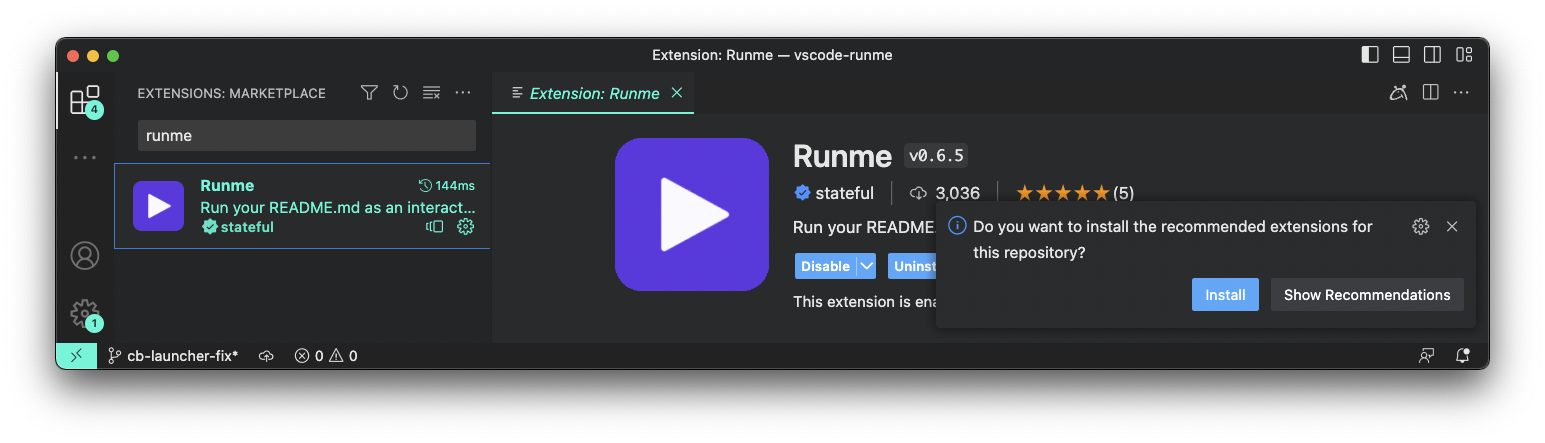 Extension: Runme — vscode-runme
4
EXTENSIONS: MARKETPLACE
Extension: Runme
runme
Runme
144ms
Run your README.md as an interact...
stateful
1
cb-launcher-fix*
0
0
Runme v0.6.5
stateful
3,036
(5)
Run your README
Disable
This extension is
Do you want to install the recommended extensions for
this repository?
Install
Show Recommendations